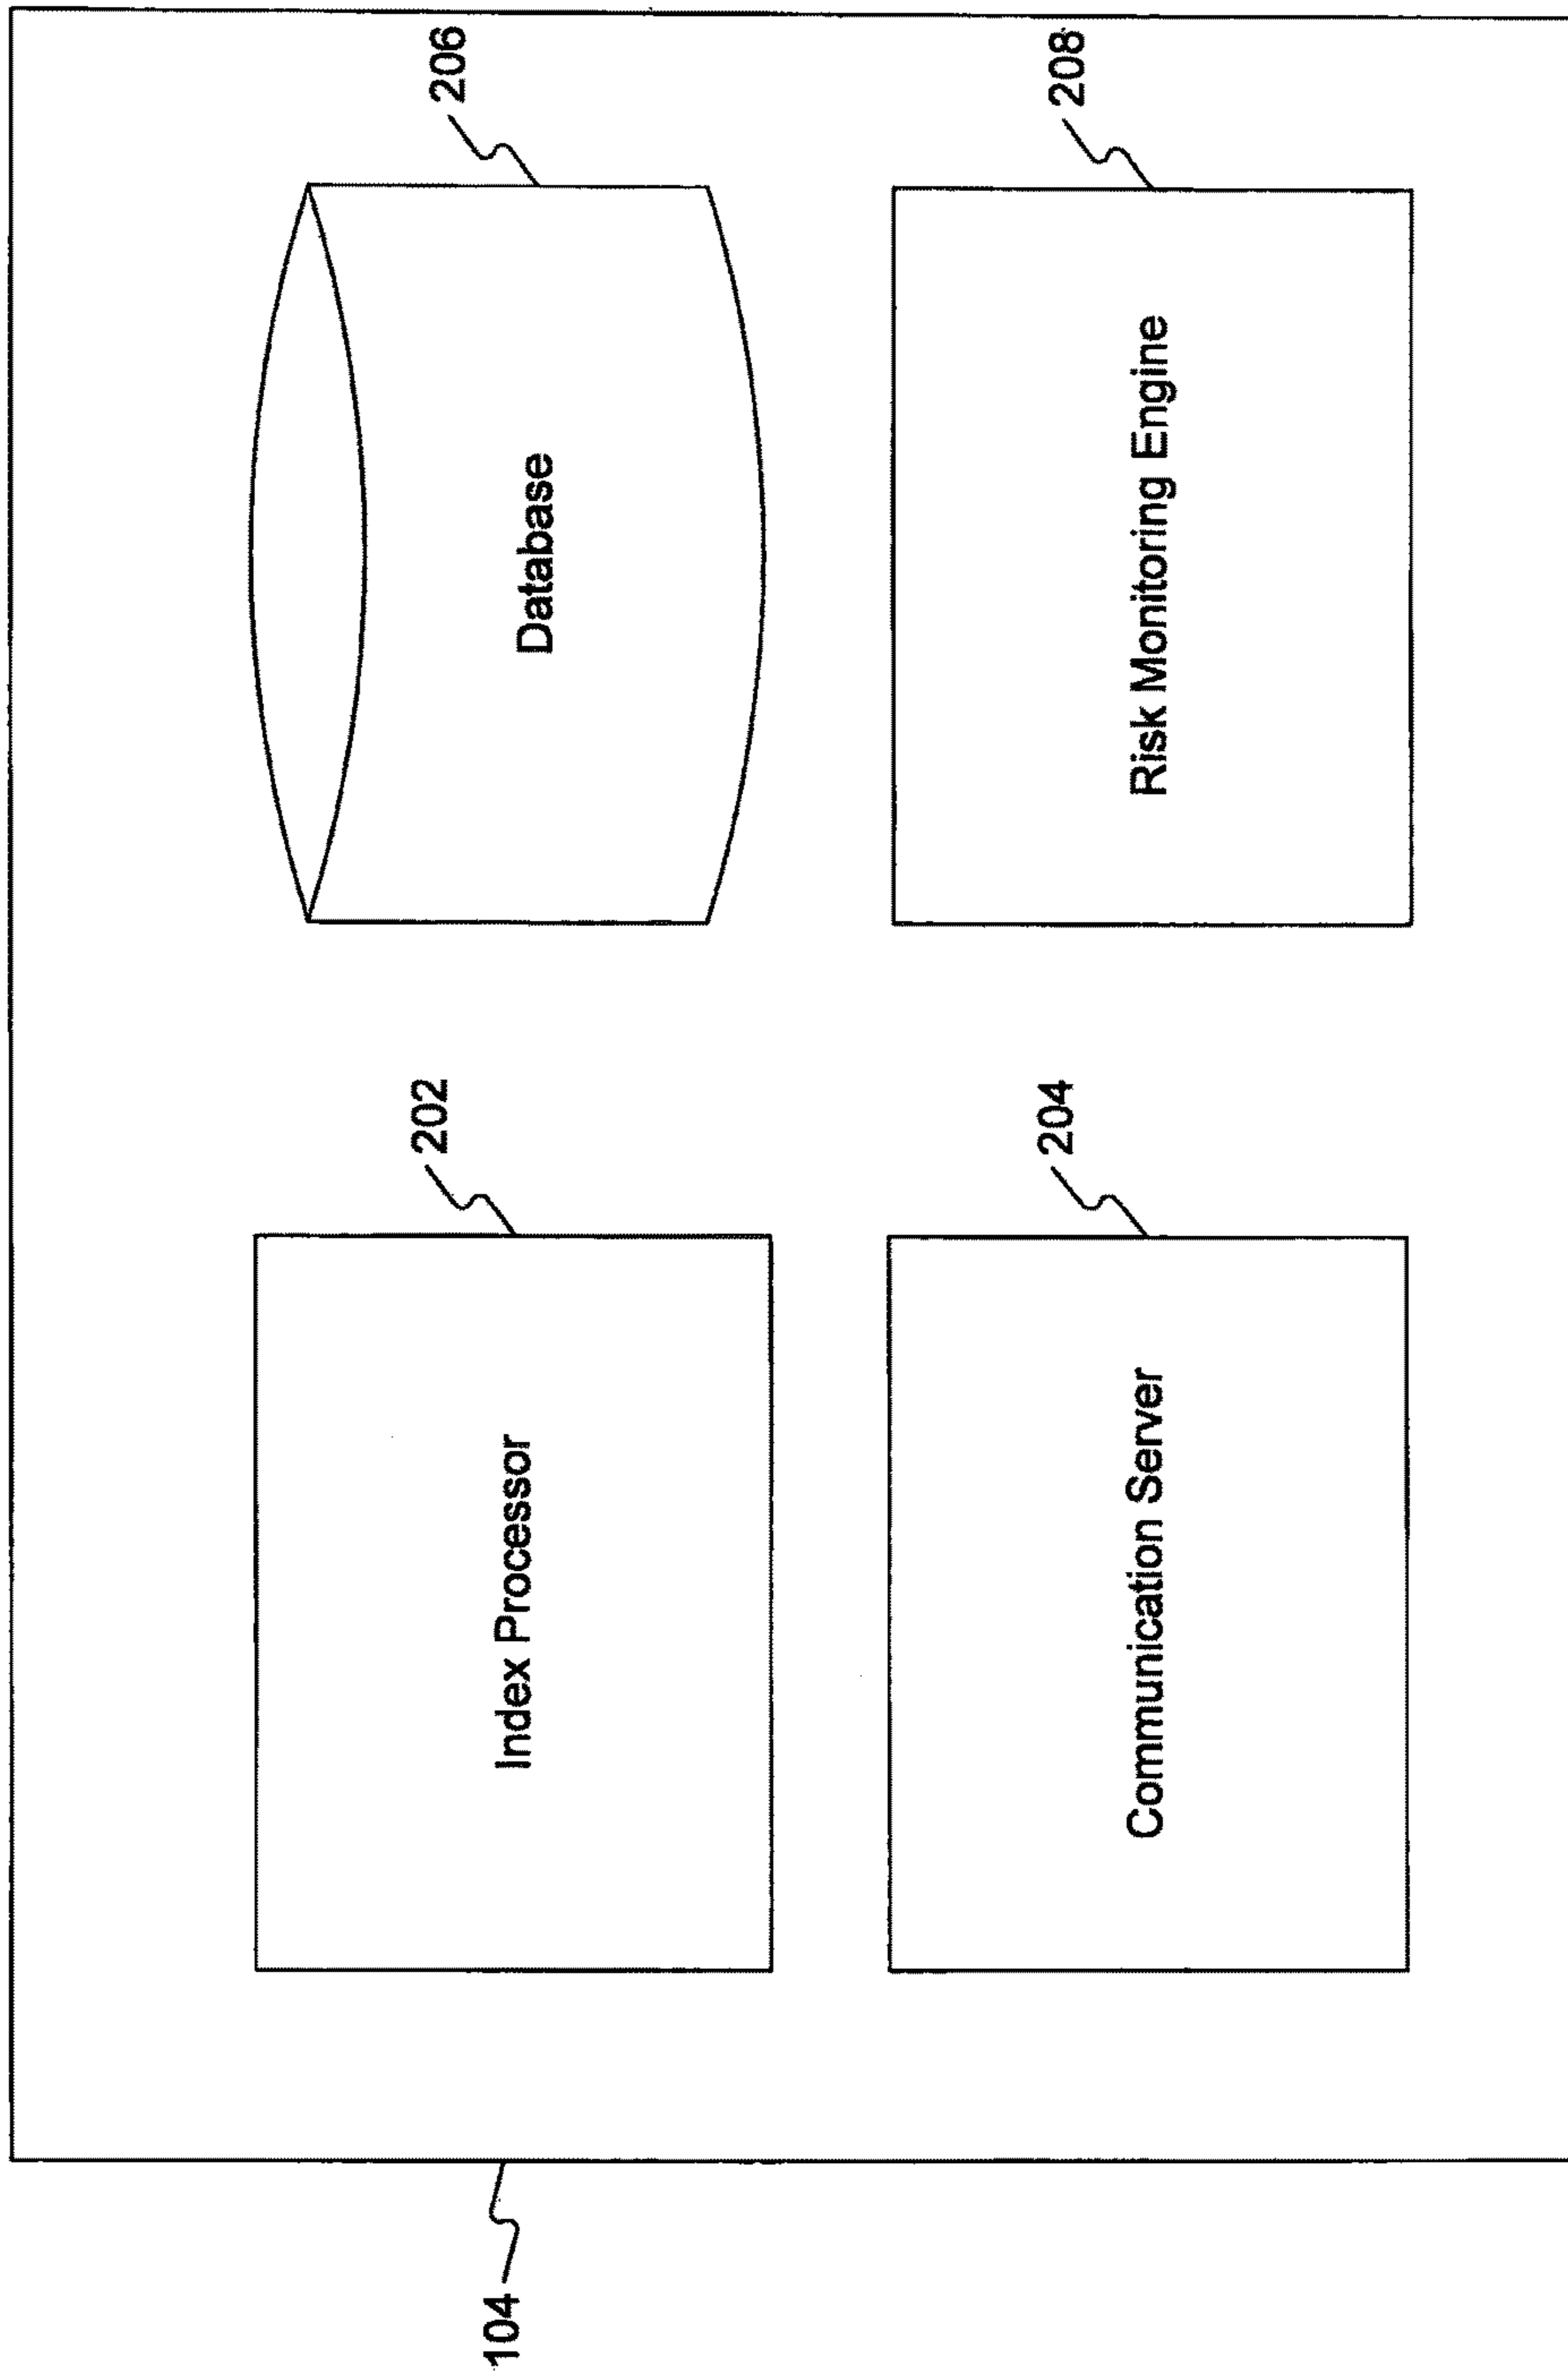 104
202
Index Processor
206
Database
204
Communication Server
208
Risk Monitoring Engine